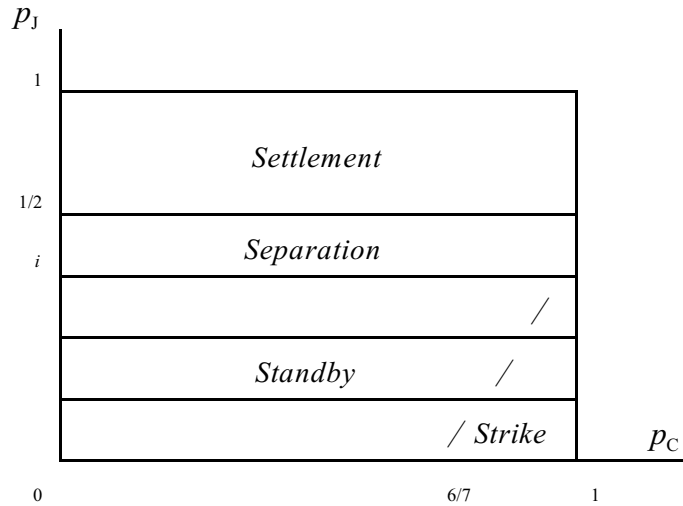 pJ
1
Settlement
1/2
Separation
i
/
Standby /
/ Strike
pC
0 6/7 1